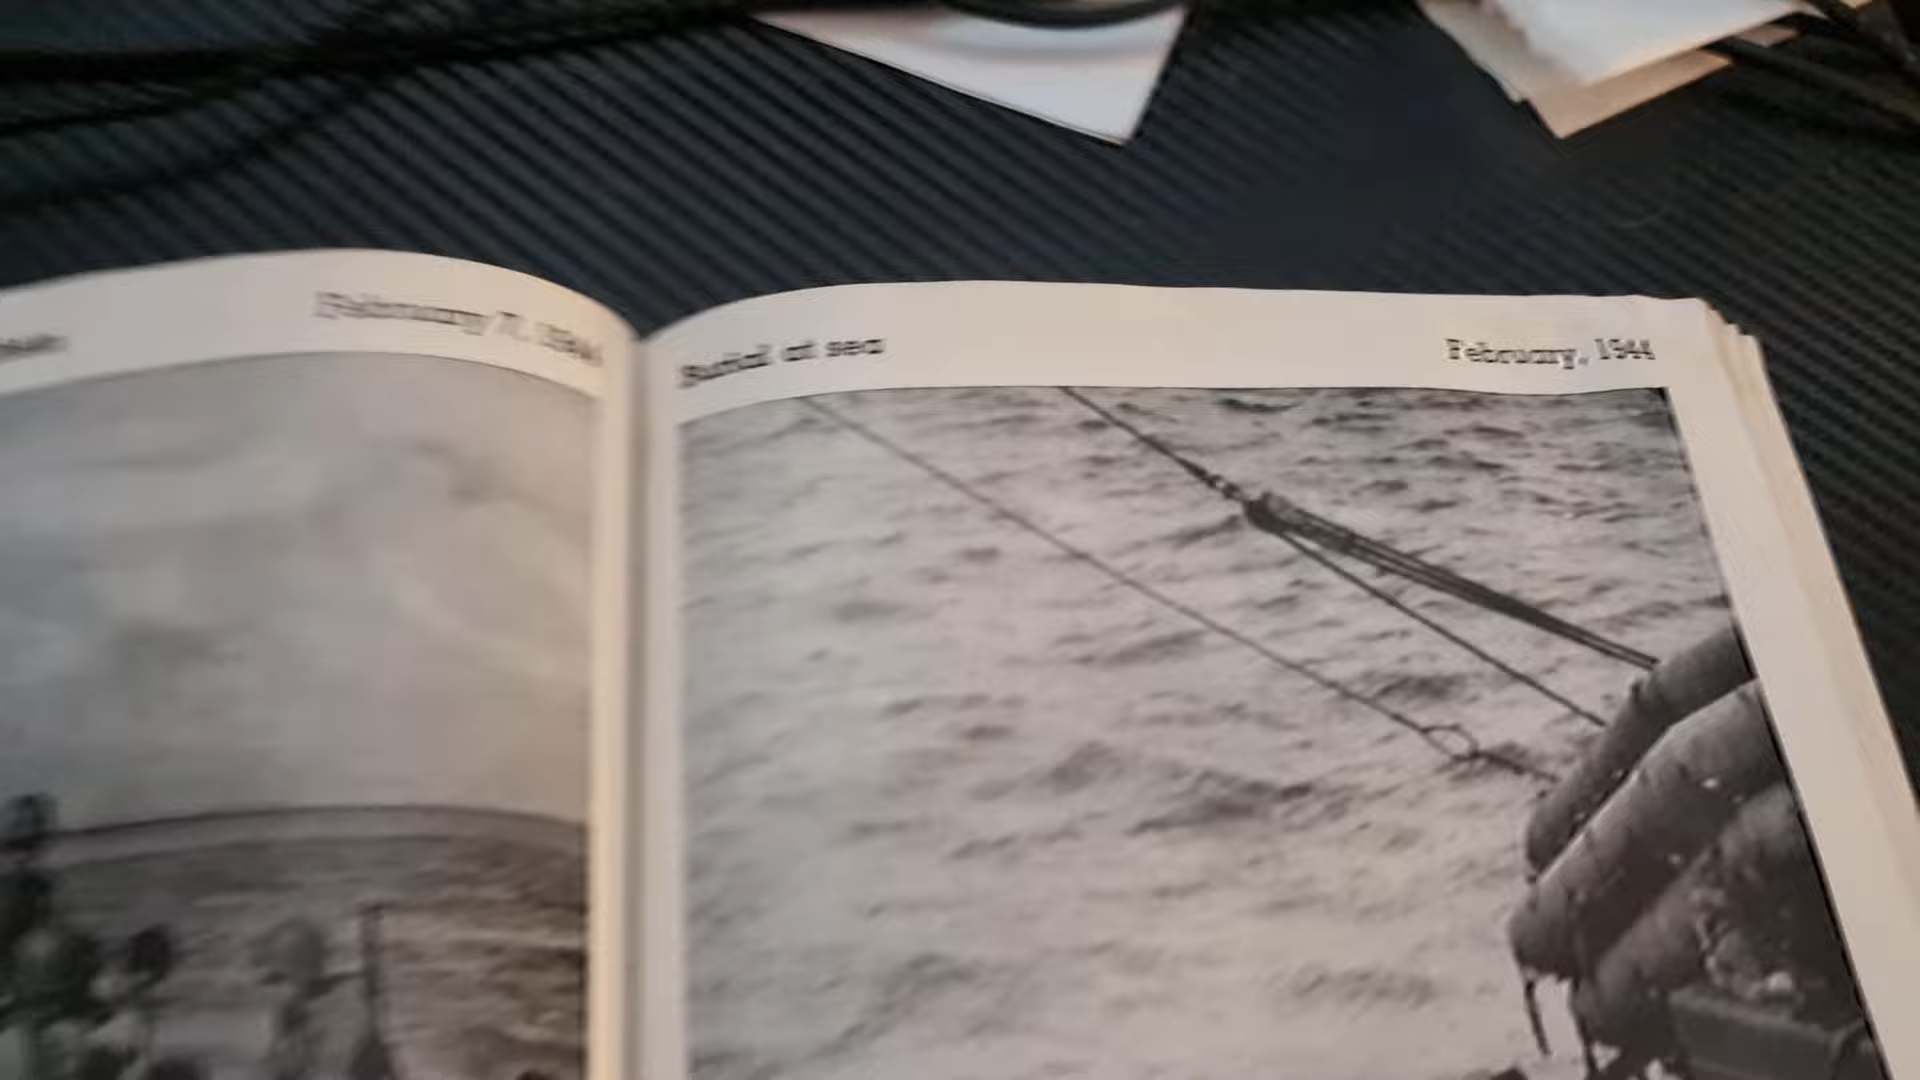 February 7, 1944
Burial at sea
February, 1944